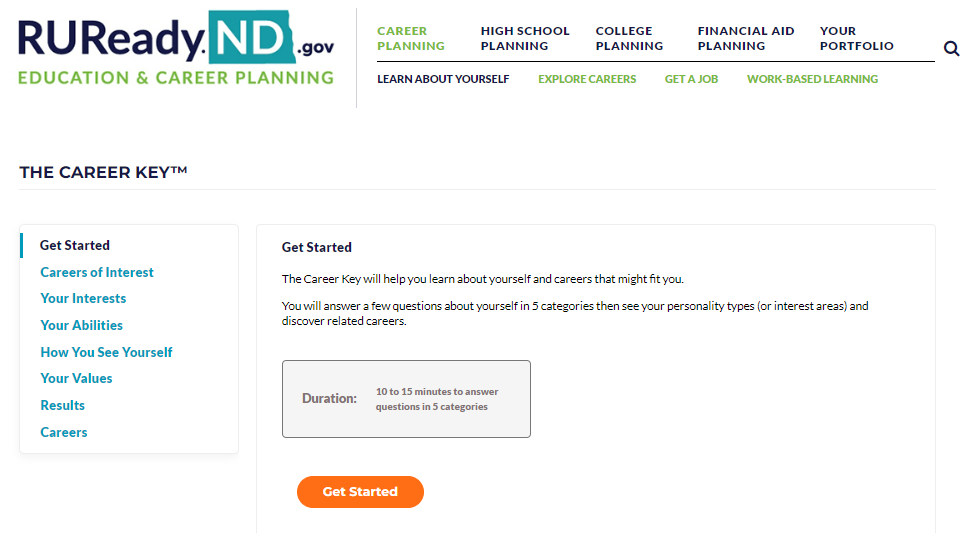 RUReady.ND.gov
EDUCATION & CAREER PLANNING
CAREER PLANNING
HIGH SCHOOL PLANNING
COLLEGE PLANNING
FINANCIAL AID PLANNING
YOUR PORTFOLIO
LEARN ABOUT YOURSELF
EXPLORE CAREERS
GET A JOB
WORK-BASED LEARNING
THE CAREER KEY™
Get Started
Careers of Interest
Your Interests
Your Abilities
How You See Yourself
Your Values
Results
Careers
Get Started
The Career Key will help you learn about yourself and careers that might fit you.
You will answer a few questions about yourself in 5 categories then see your personality types (or interest areas) and
discover related careers.
Duration:
10 to 15 minutes to answer
questions in 5 categories
Get Started